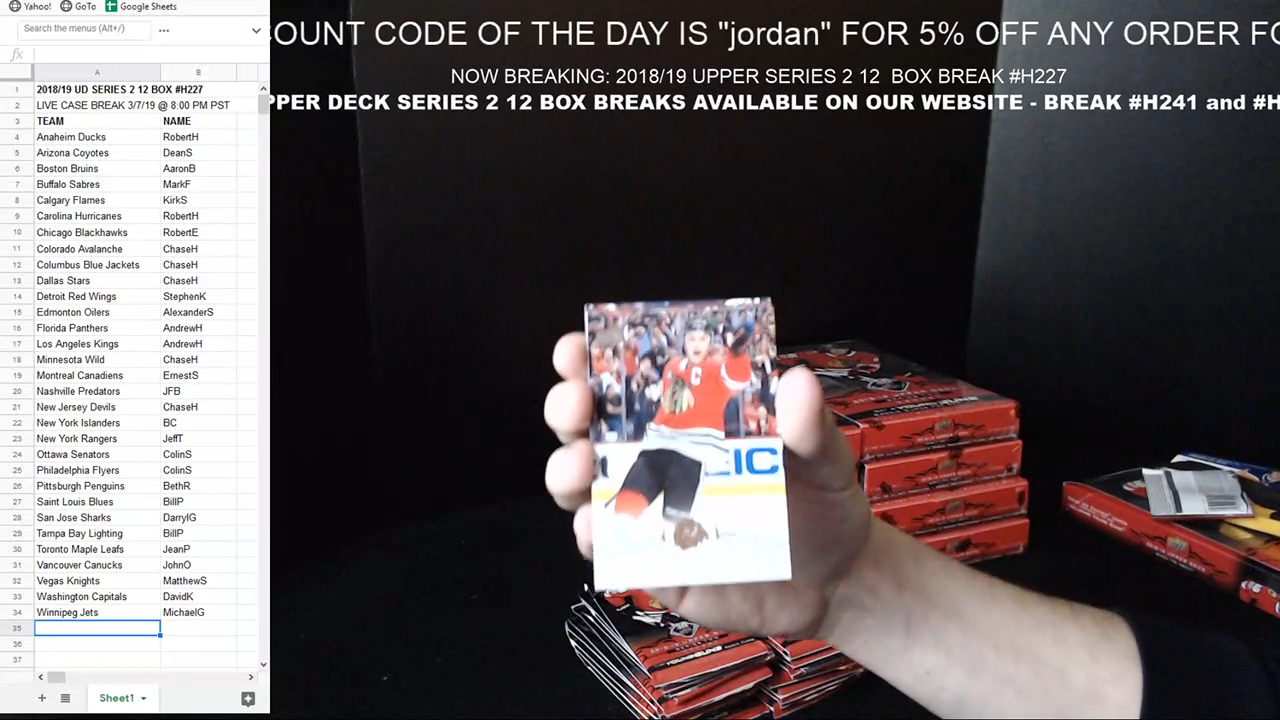 Yahoo! GoTo Google Sheets
Search the menus (Alt+/)
fx
A B
1 2018/19 UD SERIES 2 12 BOX #H227
2 LIVE CASE BREAK 3/7/19 @ 8:00 PM PST
3 TEAM NAME
4 Anaheim Ducks RobertH
5 Arizona Coyotes DeanS
6 Boston Bruins AaronB
7 Buffalo Sabres MarkF
8 Calgary Flames KirkS
9 Carolina Hurricanes RobertH
10 Chicago Blackhawks RobertE
11 Colorado Avalanche ChaseH
12 Columbus Blue Jackets ChaseH
13 Dallas Stars ChaseH
14 Detroit Red Wings StephenK
15 Edmonton Oilers AlexanderS
16 Florida Panthers AndrewH
17 Los Angeles Kings AndrewH
18 Minnesota Wild ChaseH
19 Montreal Canadiens ErnestS
20 Nashville Predators JFB
21 New Jersey Devils ChaseH
22 New York Islanders BC
23 New York Rangers JeffT
24 Ottawa Senators ColinS
25 Philadelphia Flyers ColinS
26 Pittsburgh Penguins BethR
27 Saint Louis Blues BillP
28 San Jose Sharks DarrylG
29 Tampa Bay Lighting BillP
30 Toronto Maple Leafs JeanP
31 Vancouver Canucks JohnO
32 Vegas Knights MatthewS
33 Washington Capitals DavidK
34 Winnipeg Jets MichaelG
35
36
37
Sheet1
OUNT CODE OF THE DAY IS "jordan" FOR 5% OFF ANY ORDER FO
NOW BREAKING: 2018/19 UPPER SERIES 2 12 BOX BREAK #H227
PPER DECK SERIES 2 12 BOX BREAKS AVAILABLE ON OUR WEBSITE - BREAK #H241 and #H
C
IC
YOUNG GUNS